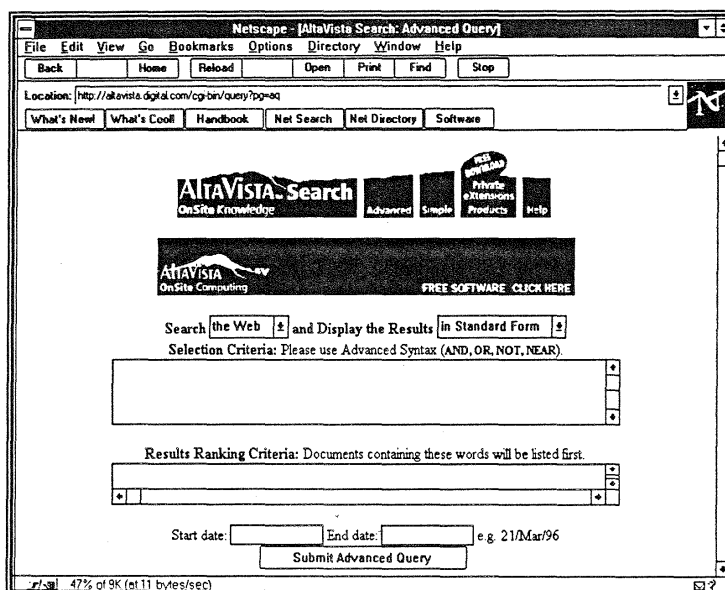 Netscape - [AltaVista Search: Advanced Query]
File Edit View Go Bookmarks Options Directory Window Help
Back Home Reload Open Print Find Stop
Location: http://altavista.digital.com/cgi-bin/query?pg=aq
What's New! What's Cool! Handbook Net Search Net Directory Software
FREE DOWNLOAD
ALTAVISTA Search
OnSite Knowledge
Advanced Simple Private eXtensions Products Help
ALTAVISTA
OnSite Computing FREE SOFTWARE CLICK HERE
Search the Web and Display the Results in Standard Form
Selection Criteria: Please use Advanced Syntax (AND, OR, NOT, NEAR).
Results Ranking Criteria: Documents containing these words will be listed first.
Start date: End date: e.g. 21/Mar/96
Submit Advanced Query
47% of 9K (at 11 bytes/sec)